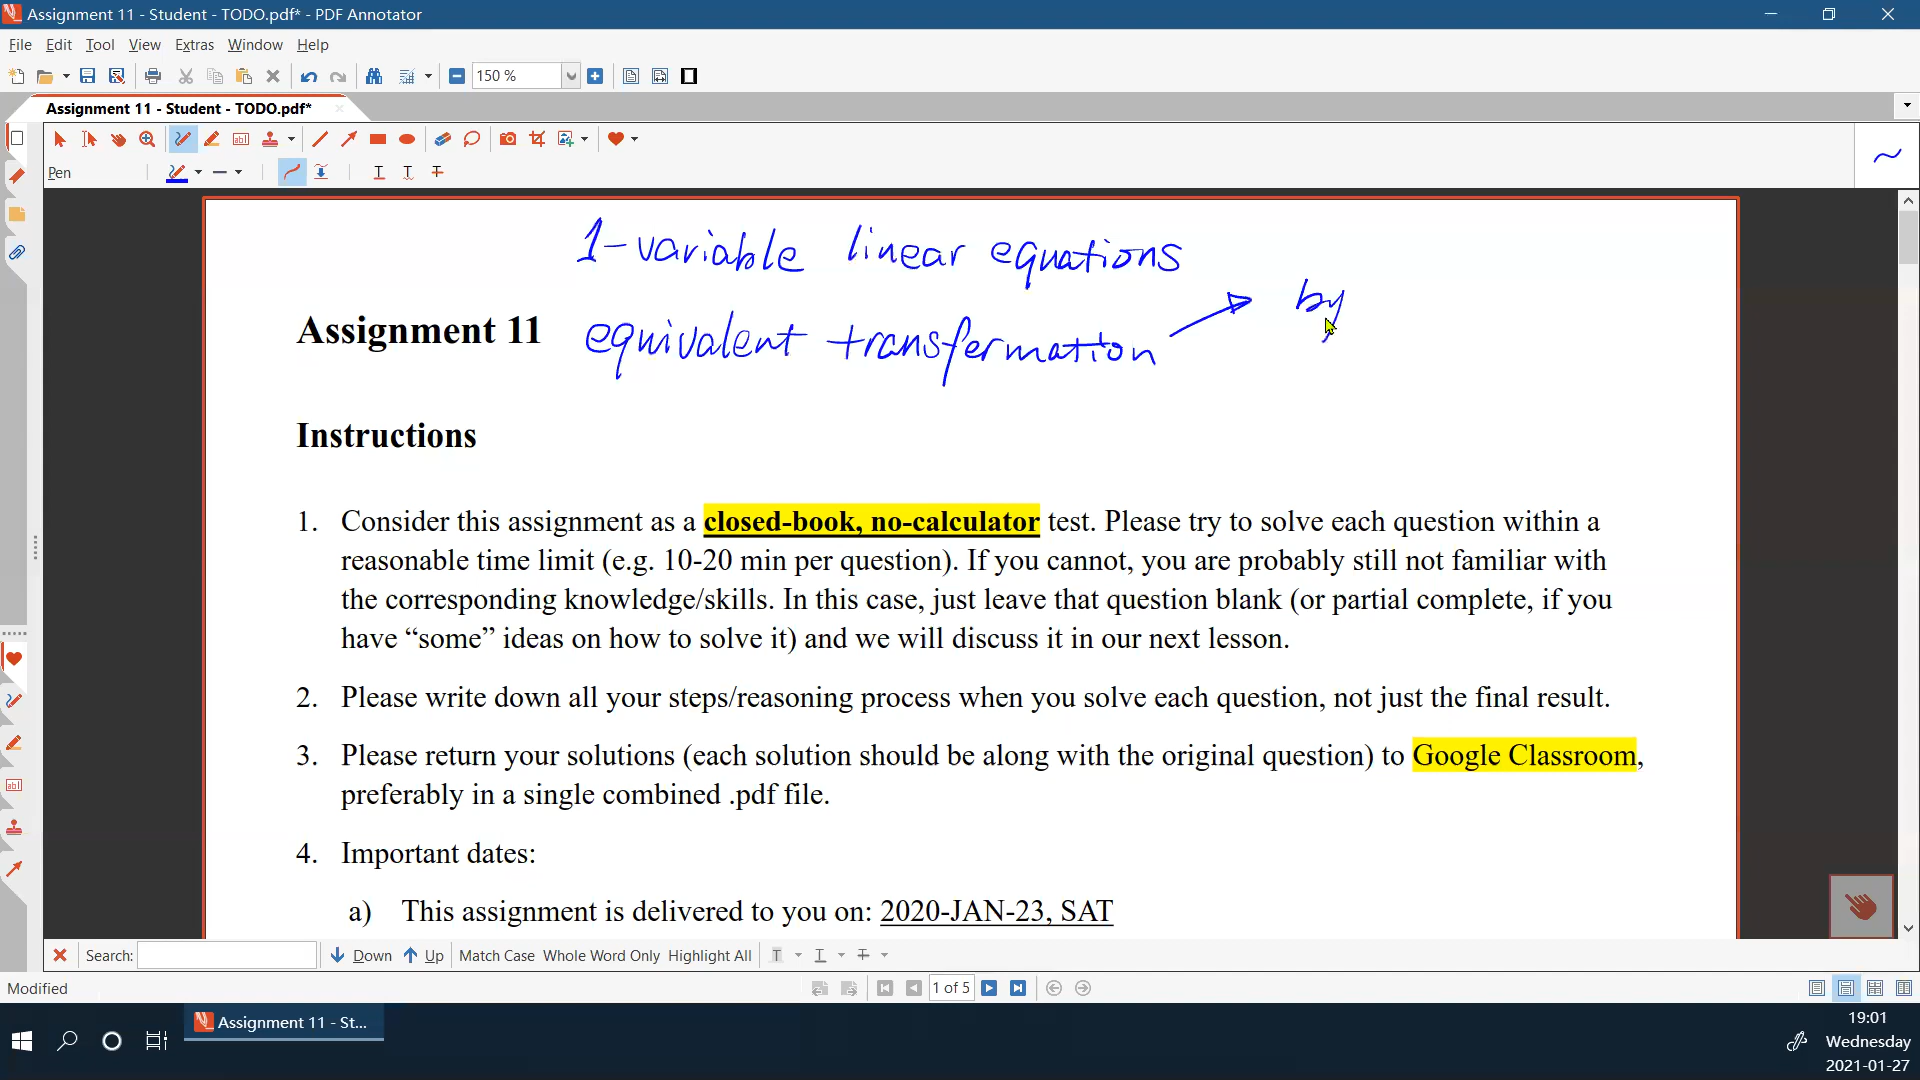 Assignment 11 - Student - TODO.pdf* - PDF Annotator
File Edit Tool View Extras Window Help
150 %
Assignment 11 - Student - TODO.pdf*
Pen
1-variable linear equations
by
Assignment 11
equivalent transfermation
Instructions
1. Consider this assignment as a closed-book, no-calculator test. Please try to solve each question within a
reasonable time limit (e.g. 10-20 min per question). If you cannot, you are probably still not familiar with
the corresponding knowledge/skills. In this case, just leave that question blank (or partial complete, if you
have “some” ideas on how to solve it) and we will discuss it in our next lesson.
2. Please write down all your steps/reasoning process when you solve each question, not just the final result.
3. Please return your solutions (each solution should be along with the original question) to Google Classroom,
preferably in a single combined .pdf file.
4. Important dates:
a) This assignment is delivered to you on: 2020-JAN-23, SAT
Search: Down Up Match Case Whole Word Only Highlight All
Modified
1 of 5
Assignment 11 - St...
19:01
Wednesday
2021-01-27